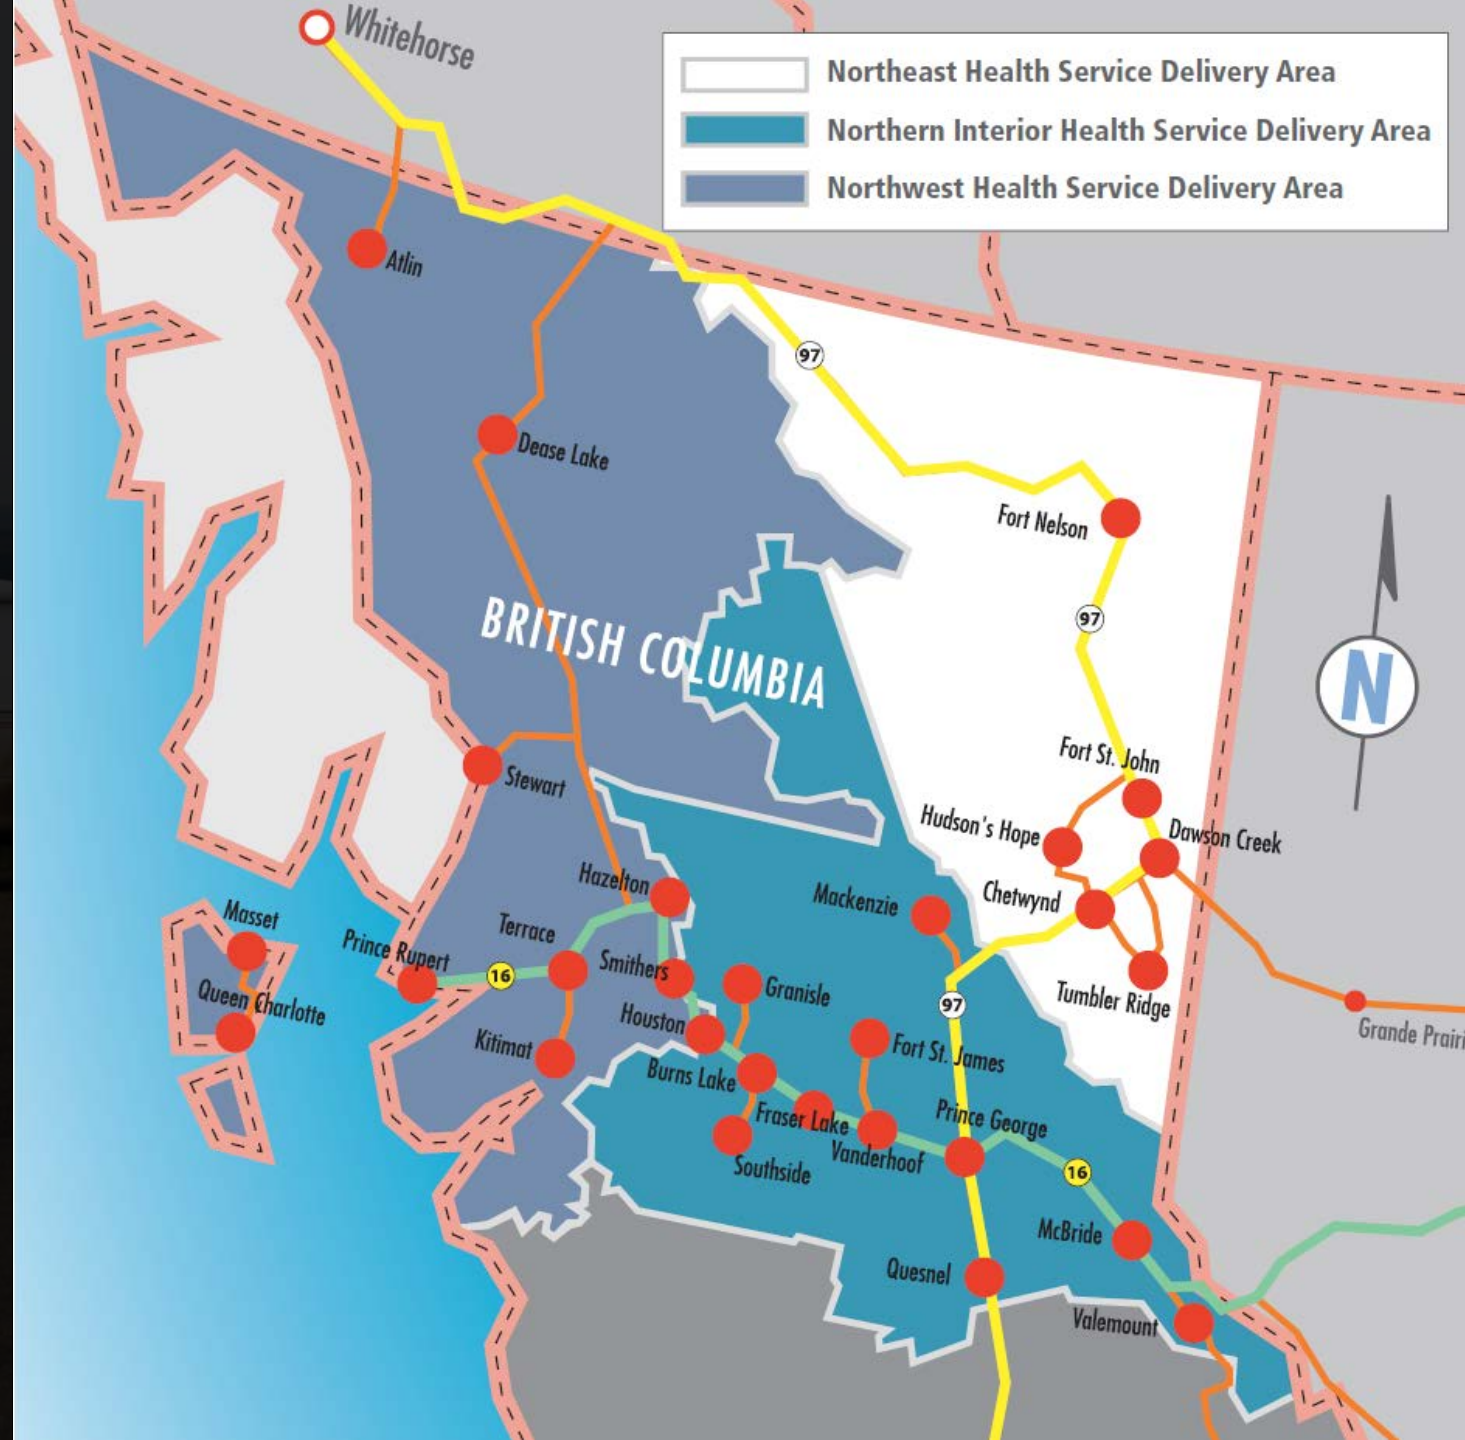 Whitehorse
Northeast Health Service Delivery Area
Northern Interior Health Service Delivery Area
Northwest Health Service Delivery Area
Atlin
97
Dease Lake
Fort Nelson
BRITISH COLUMBIA
97
N
Fort St. John
Stewart
Hudson's Hope
Dawson Creek
Hazelton
Mackenzie
Chetwynd
Masset
Terrace
Prince Rupert
16
Smithers
Granisle
Tumbler Ridge
97
Queen Charlotte
Houston
Grande Prairi
Kitimat
Fort St. James
Burns Lake
Fraser Lake
Prince George
Vanderhoof
Southside
16
McBride
Quesnel
Valemount